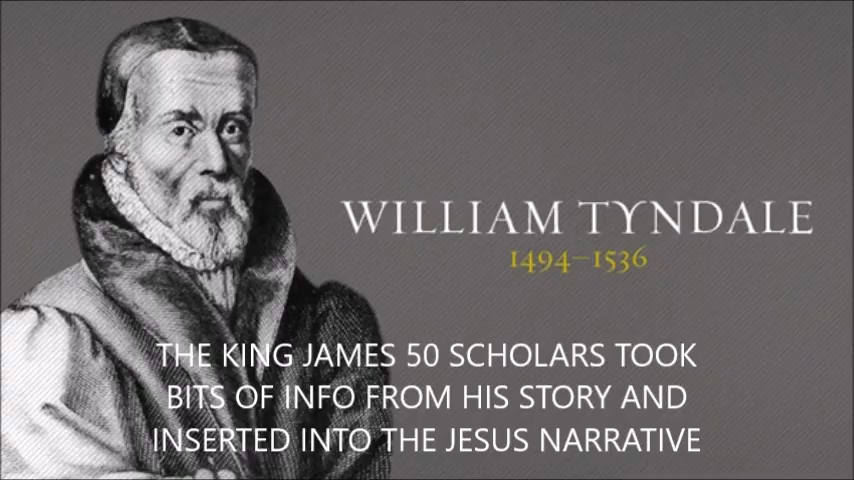 WILLIAM TYNDALE
1494–1536
THE KING JAMES 50 SCHOLARS TOOK
BITS OF INFO FROM HIS STORY AND
INSERTED INTO THE JESUS NARRATIVE